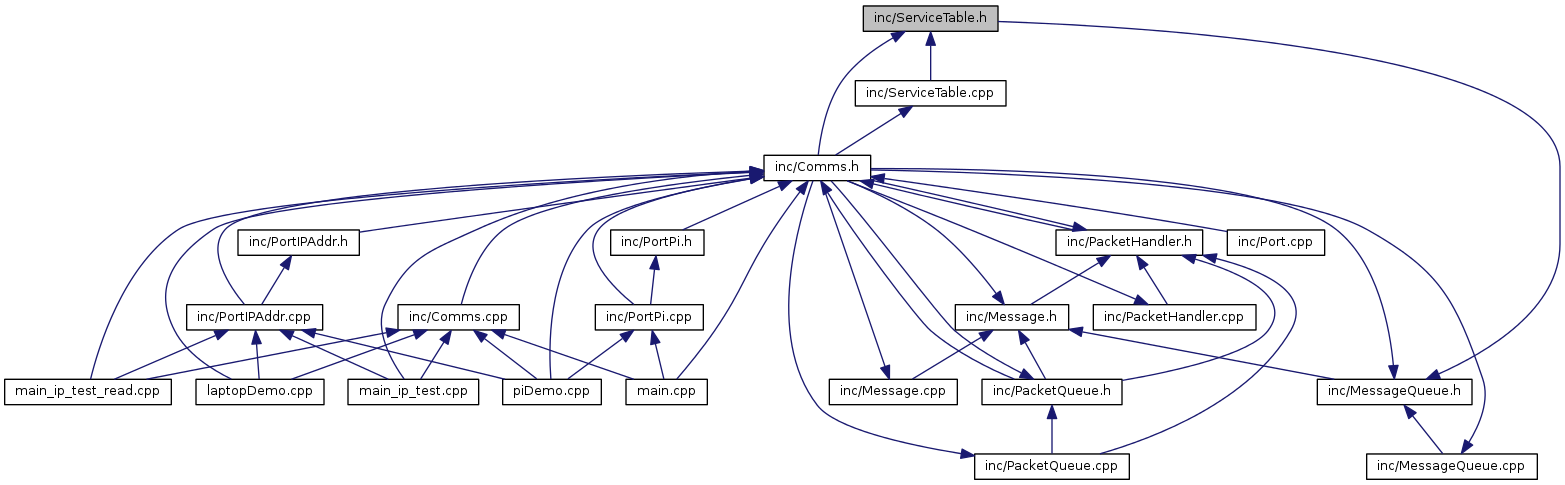 inc/ServiceTable.h
inc/ServiceTable.cpp
inc/Comms.h
inc/PortIPAddr.h
inc/PortPi.h
inc/PacketHandler.h
inc/Port.cpp
inc/PortIPAddr.cpp
inc/Comms.cpp
inc/PortPi.cpp
inc/Message.h
inc/PacketHandler.cpp
main_ip_test_read.cpp
laptopDemo.cpp
main_ip_test.cpp
piDemo.cpp
main.cpp
inc/Message.cpp
inc/PacketQueue.h
inc/MessageQueue.h
inc/PacketQueue.cpp
inc/MessageQueue.cpp